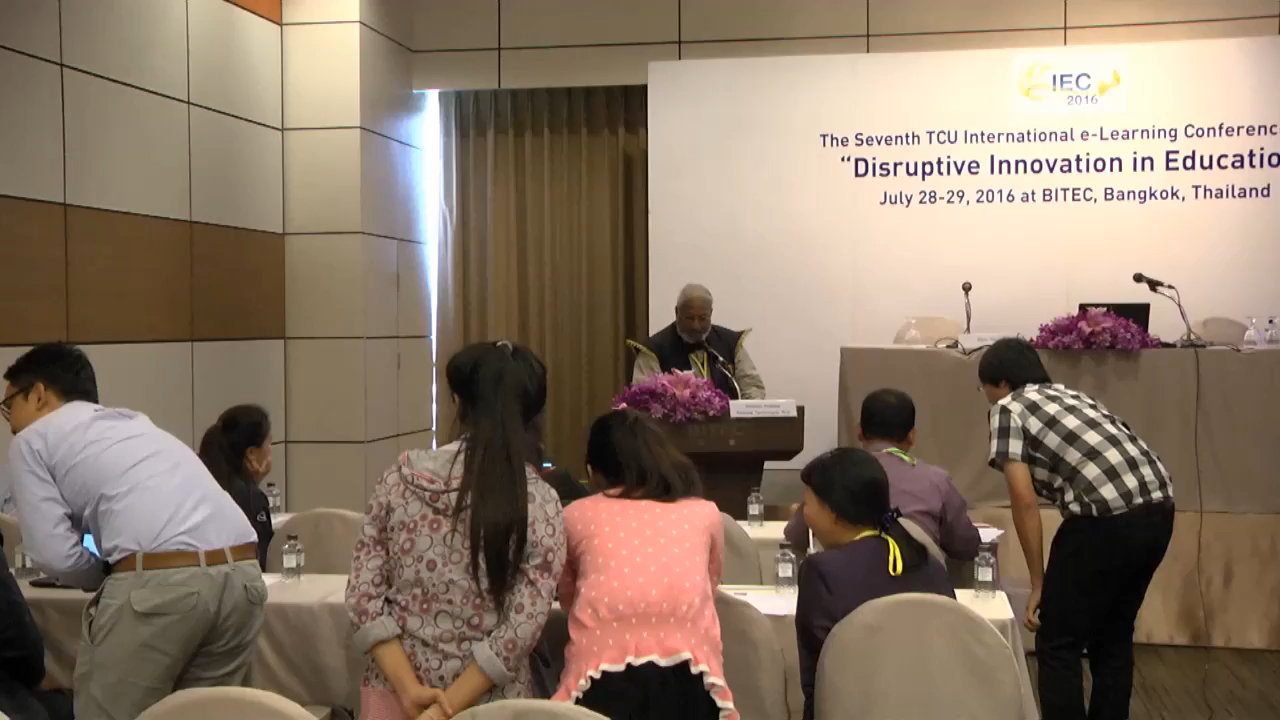 IEC
2016
The Seventh TCU International e-Learning Conferenc
“Disruptive Innovation in Educatio
July 28-29, 2016 at BITEC, Bangkok, Thailand
BITEC